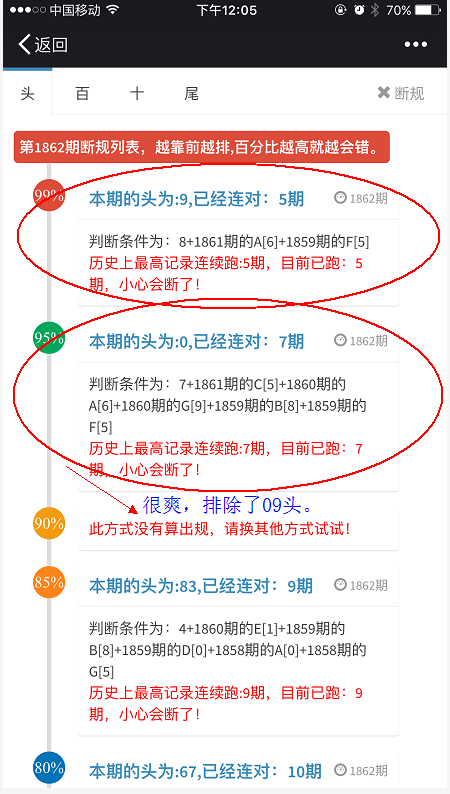 中国移动 下午12:05 70%
返回
头 百 十 尾 断规
第1862期断规列表，越靠前越排,百分比越高就越会错。
99% 本期的头为:9,已经连对：5期 1862期
判断条件为：8+1861期的A[6]+1859期的F[5]
历史上最高记录连续跑:5期，目前已跑：5
期，小心会断了！
95% 本期的头为:0,已经连对：7期 1862期
判断条件为：7+1861期的C[5]+1860期的
A[6]+1860期的G[9]+1859期的B[8]+1859期的
F[5]
历史上最高记录连续跑:7期，目前已跑：7
期，小心会断了！
很爽，排除了09头。
90% 此方式没有算出规，请换其他方式试试！
85% 本期的头为:83,已经连对：9期 1862期
判断条件为：4+1860期的E[1]+1859期的
B[8]+1859期的D[0]+1858期的A[0]+1858期的
G[5]
历史上最高记录连续跑:9期，目前已跑：9
期，小心会断了！
80% 本期的头为:67,已经连对：10期 1862期